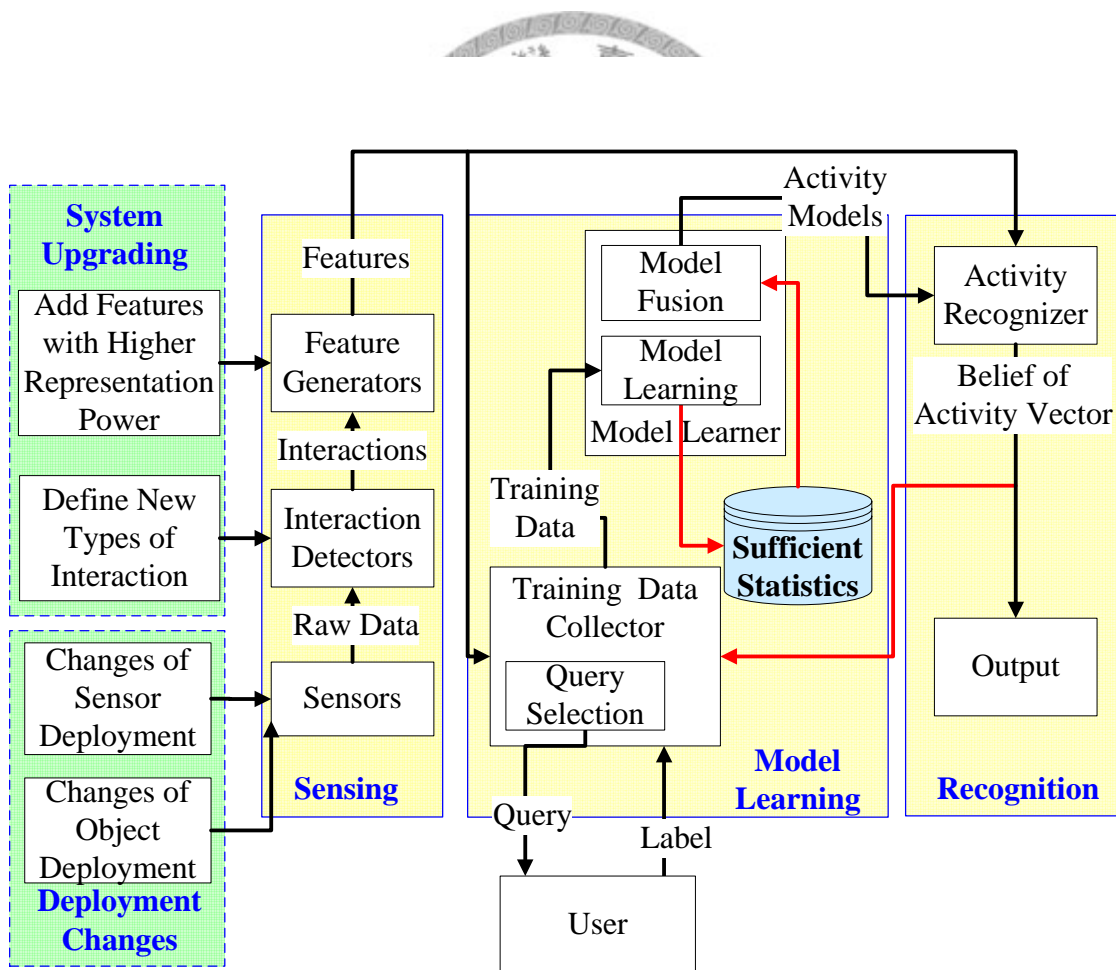 System
Upgrading
Add Features
with Higher
Representation
Power
Define New
Types of
Interaction
Changes of
Sensor
Deployment
Changes of
Object
Deployment
Deployment
Changes
Features
Feature
Generators
Interactions
Interaction
Detectors
Raw Data
Sensors
Sensing
Activity
Models
Model
Fusion
Model
Learning
Model Learner
Training
Data
Sufficient
Statistics
Training Data
Collector
Query
Selection
Model
Learning
Query
Label
User
Activity
Recognizer
Belief of
Activity Vector
Output
Recognition